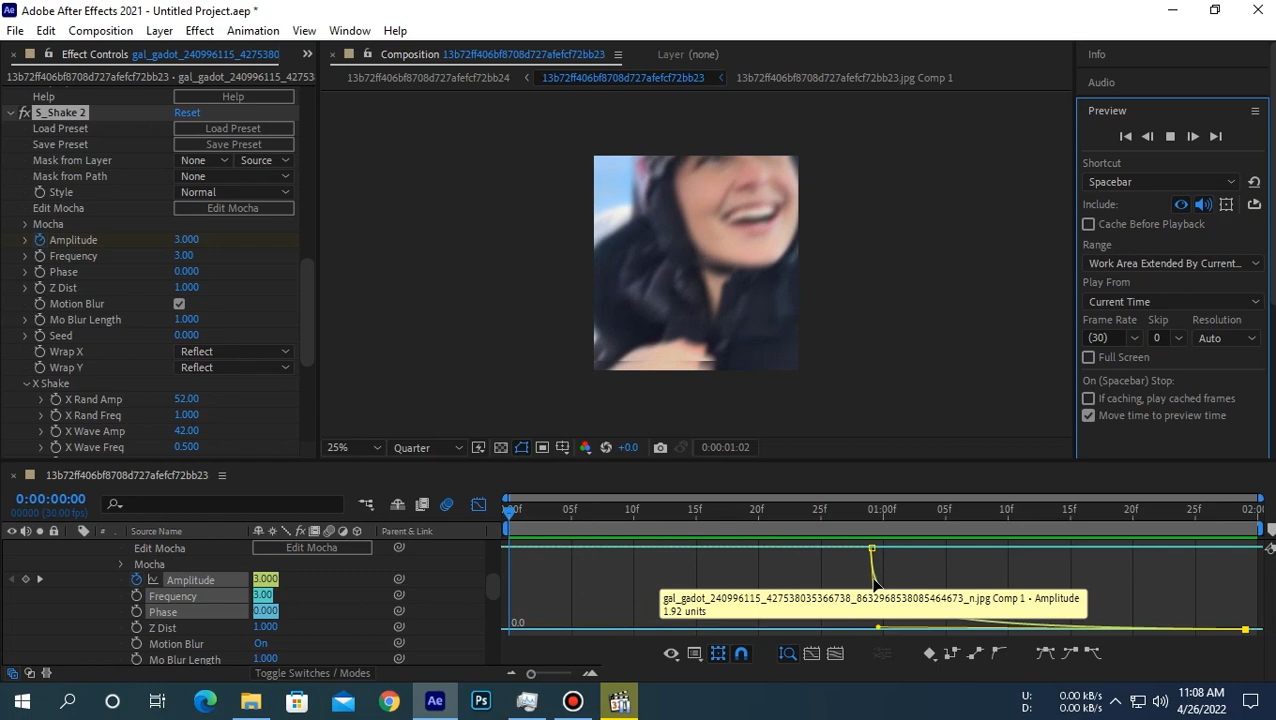 Ae Adobe After Effects 2021 - Untitled Project.aep *
File Edit Composition Layer Effect Animation View Window Help
Effect Controls gal_gadot_240996115_4275380
Composition 13b72ff406bf8708d727afefcf72bb23
Layer (none)
Info
13b72ff406bf8708d727afefcf72bb23 - gal_gadot_240996115_42753
13b72ff406bf8708d727afefcf72bb24 13b72ff406bf8708d727afefcf72bb23 13b72ff406bf8708d727afefcf72bb23.jpg Comp 1
Audio
Help Help
fx S_Shake 2 Reset
Load Preset Load Preset
Save Preset Save Preset
Mask from Layer None Source
Mask from Path None
Style Normal
Edit Mocha Edit Mocha
Mocha
Amplitude 3.000
Frequency 3.00
Phase 0.000
Z Dist 1.000
Motion Blur
Mo Blur Length 1.000
Seed 0.000
Wrap X Reflect
Wrap Y Reflect
X Shake
X Rand Amp 52.00
X Rand Freq 1.000
X Wave Amp 42.00
X Wave Freq 0.500
Preview
Shortcut
Spacebar
Include:
Cache Before Playback
Range
Work Area Extended By Current...
Play From
Current Time
Frame Rate Skip Resolution
(30) 0 Auto
Full Screen
On (Spacebar) Stop:
If caching, play cached frames
Move time to preview time
25% Quarter +0.0 0:00:01:02
13b72ff406bf8708d727afefcf72bb23
0:00:00:00
00000 (30.00 fps)
:00f 05f 10f 15f 20f 25f 01:00f 05f 10f 15f 20f 25f 02:0
# Source Name fx Parent & Link
Edit Mocha Edit Mocha
Mocha
Amplitude 3.000
Frequency 3.00
Phase 0.000
Z Dist 1.000
Motion Blur On
Mo Blur Length 1.000
0.0
gal_gadot_240996115_427538035366738_8632968538085464673_n.jpg Comp 1 - Amplitude
1.92 units
Toggle Switches / Modes
Ae Ps
U: 0.00 kB/s
D: 0.00 kB/s
11:08 AM
4/26/2022